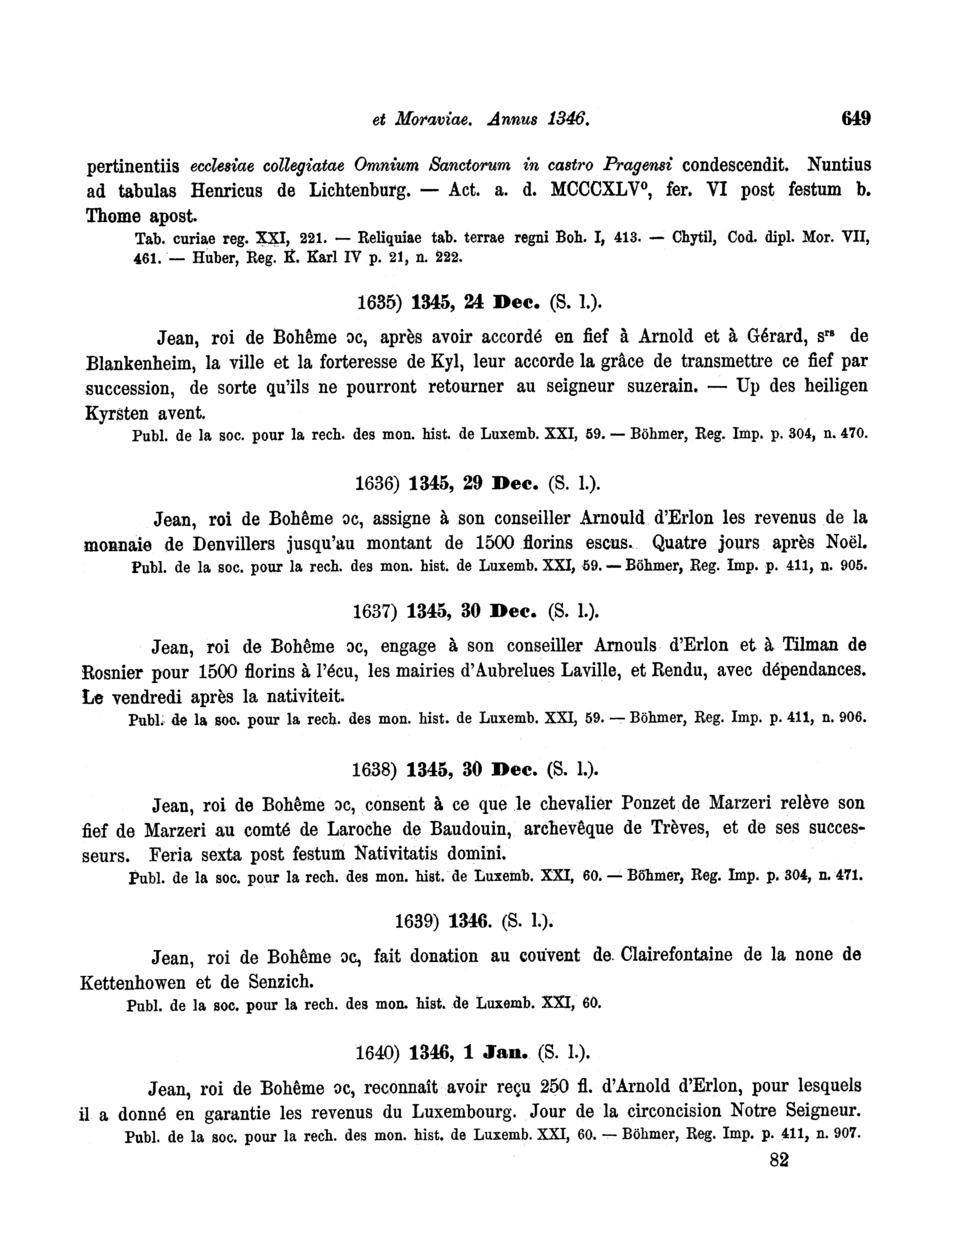 et Moraviae. Annus 1346. 649
pertinentiis ecclesiae collegiatae Omnium Sanctorum in castro Pragensi condescendit. Nuntius
ad tabulas Henricus de Lichtenburg. — Act. a. d. MCCCXLV⁰, fer. VI post festum b.
Thome apost.
Tab. curiae reg. XXI, 221. — Reliquiae tab. terrae regni Boh. I, 413. — Chytil, Cod. dipl. Mor. VII,
461. — Huber, Reg. K. Karl IV p. 21, n. 222.
1635) 1345, 24 Dec. (S. l.).
Jean, roi de Bohême ɔc, après avoir accordé en fief à Arnold et à Gérard, sʳˢ de
Blankenheim, la ville et la forteresse de Kyl, leur accorde la grâce de transmettre ce fief par
succession, de sorte qu'ils ne pourront retourner au seigneur suzerain. — Up des heiligen
Kyrsten avent.
Publ. de la soc. pour la rech. des mon. hist. de Luxemb. XXI, 59. — Böhmer, Reg. Imp. p. 304, n. 470.
1636) 1345, 29 Dec. (S. l.).
Jean, roi de Bohême ɔc, assigne à son conseiller Arnould d'Erlon les revenus de la
monnaie de Denvillers jusqu'au montant de 1500 florins escus. Quatre jours après Noël.
Publ. de la soc. pour la rech. des mon. hist. de Luxemb. XXI, 59. — Böhmer, Reg. Imp. p. 411, n. 905.
1637) 1345, 30 Dec. (S. l.).
Jean, roi de Bohême ɔc, engage à son conseiller Arnouls d'Erlon et à Tilman de
Rosnier pour 1500 florins à l'écu, les mairies d'Aubrelues Laville, et Rendu, avec dépendances.
Le vendredi après la nativiteit.
Publ. de la soc. pour la rech. des mon. hist. de Luxemb. XXI, 59. — Böhmer, Reg. Imp. p. 411, n. 906.
1638) 1345, 30 Dec. (S. l.).
Jean, roi de Bohême ɔc, consent à ce que le chevalier Ponzet de Marzeri relève son
fief de Marzeri au comté de Laroche de Baudouin, archevêque de Trèves, et de ses succes-
seurs. Feria sexta post festum Nativitatis domini.
Publ. de la soc. pour la rech. des mon. hist. de Luxemb. XXI, 60. — Böhmer, Reg. Imp. p. 304, n. 471.
1639) 1346. (S. l.).
Jean, roi de Bohême ɔc, fait donation au couvent de Clairefontaine de la none de
Kettenhowen et de Senzich.
Publ. de la soc. pour la rech. des mon. hist. de Luxemb. XXI, 60.
1640) 1346, 1 Jan. (S. l.).
Jean, roi de Bohême ɔc, reconnaît avoir reçu 250 fl. d'Arnold d'Erlon, pour lesquels
il a donné en garantie les revenus du Luxembourg. Jour de la circoncision Notre Seigneur.
Publ. de la soc. pour la rech. des mon. hist. de Luxemb. XXI, 60. — Böhmer, Reg. Imp. p. 411, n. 907.
82